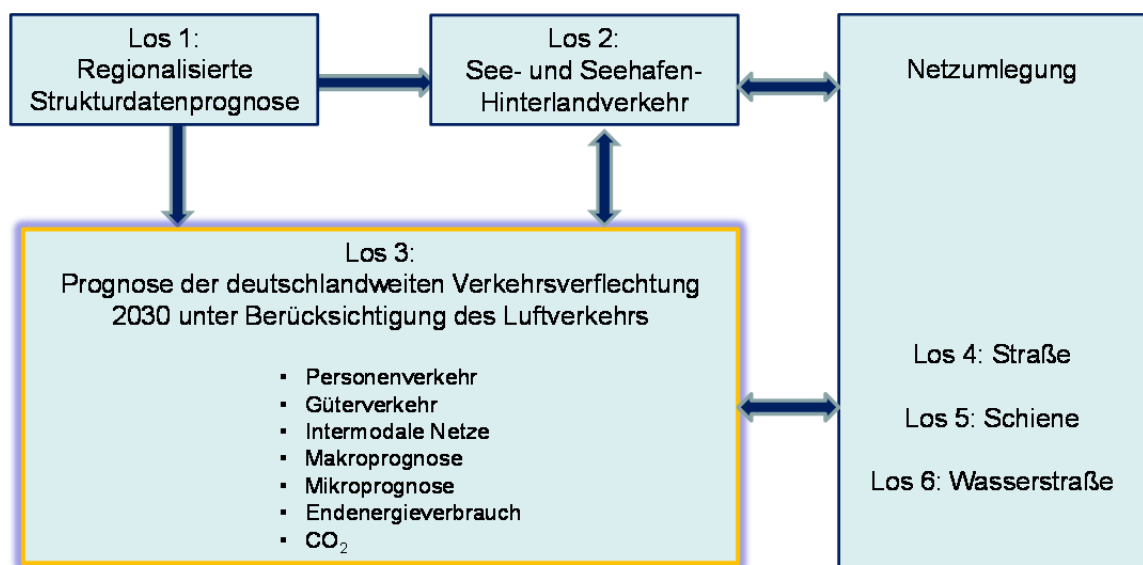 Los 1:
Regionalisierte
Strukturdatenprognose
Los 2:
See- und Seehafen-
Hinterlandverkehr
Netzumlegung
Los 3:
Prognose der deutschlandweiten Verkehrsverflechtung
2030 unter Berücksichtigung des Luftverkehrs
▪ Personenverkehr
▪ Güterverkehr
▪ Intermodale Netze
▪ Makroprognose
▪ Mikroprognose
▪ Endenergieverbrauch
▪ CO₂
Los 4: Straße
Los 5: Schiene
Los 6: Wasserstraße